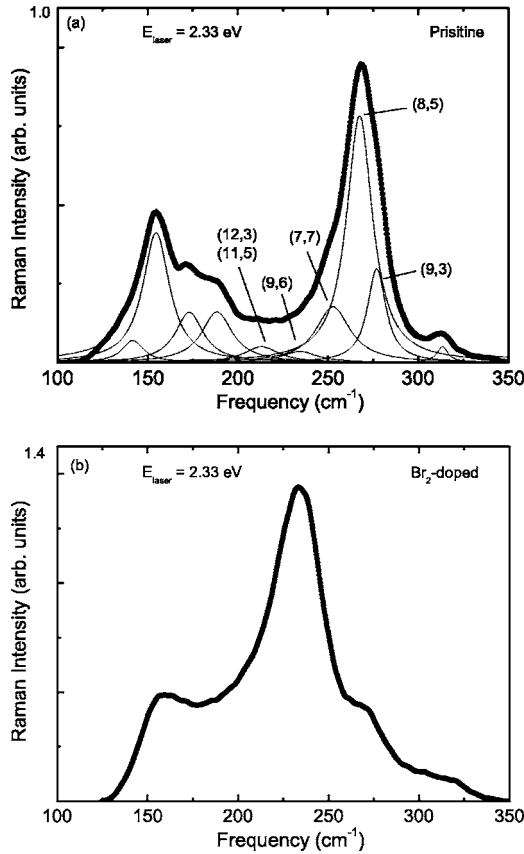 1.0
(a)
E_laser = 2.33 eV
Prisitine
(8,5)
(12,3)
(11,5)
(7,7)
(9,6)
(9,3)
Raman Intensity (arb. units)
100 150 200 250 300 350
Frequency (cm⁻¹)
1.4
(b)
E_laser = 2.33 eV
Br₂-doped
Raman Intensity (arb. units)
100 150 200 250 300 350
Frequency (cm⁻¹)